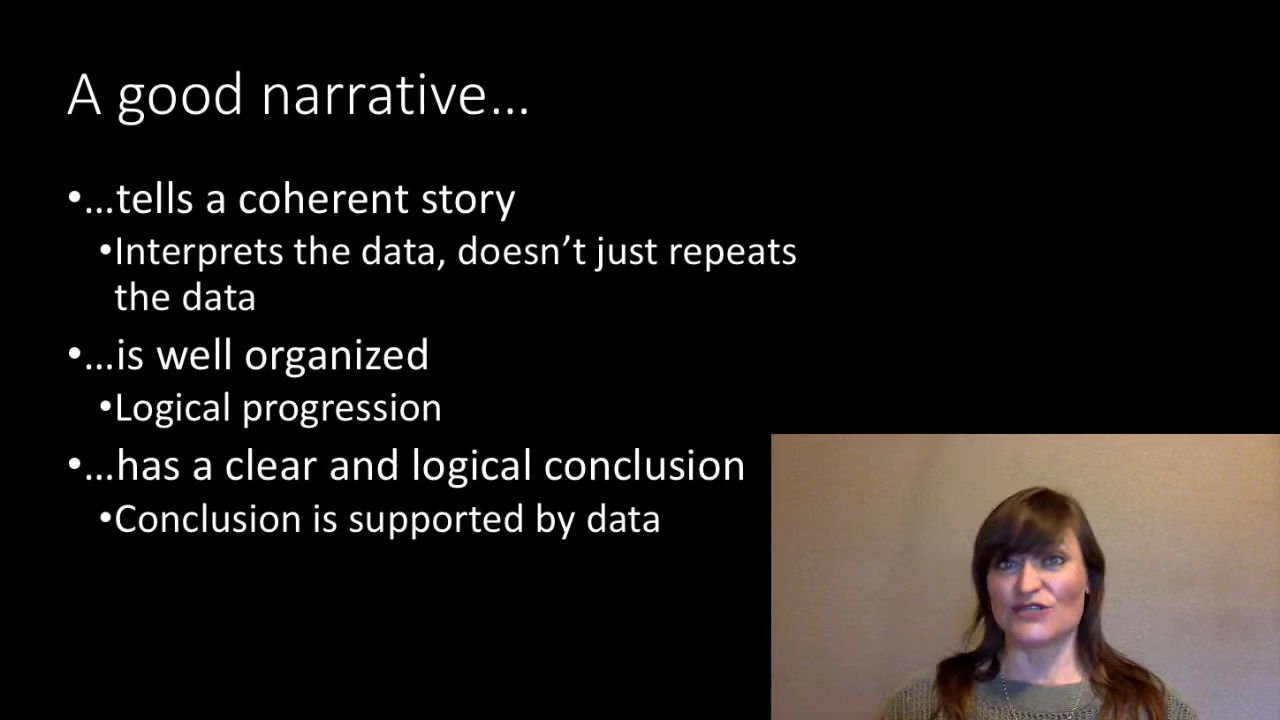 A good narrative…
•…tells a coherent story
•Interprets the data, doesn’t just repeats
the data
•…is well organized
•Logical progression
•…has a clear and logical conclusion
•Conclusion is supported by data